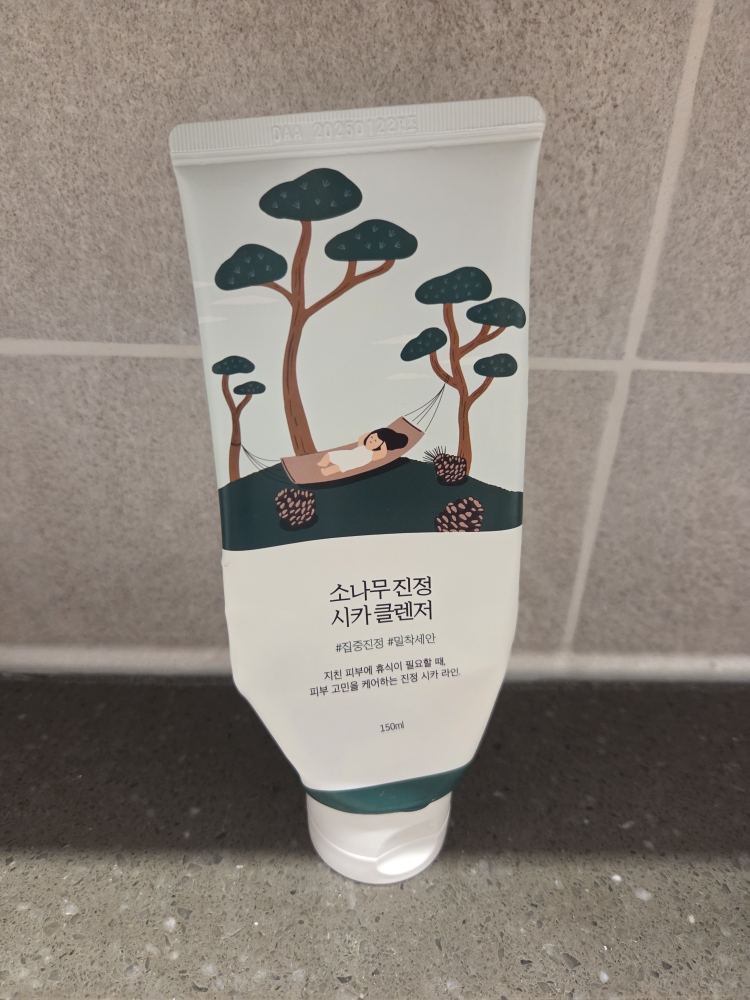 소나무 진정
시카 클렌저
#집중진정 #밀착세안
지친 피부에 휴식이 필요할 때,
피부 고민을 케어하는 진정 시카 라인.
150ml